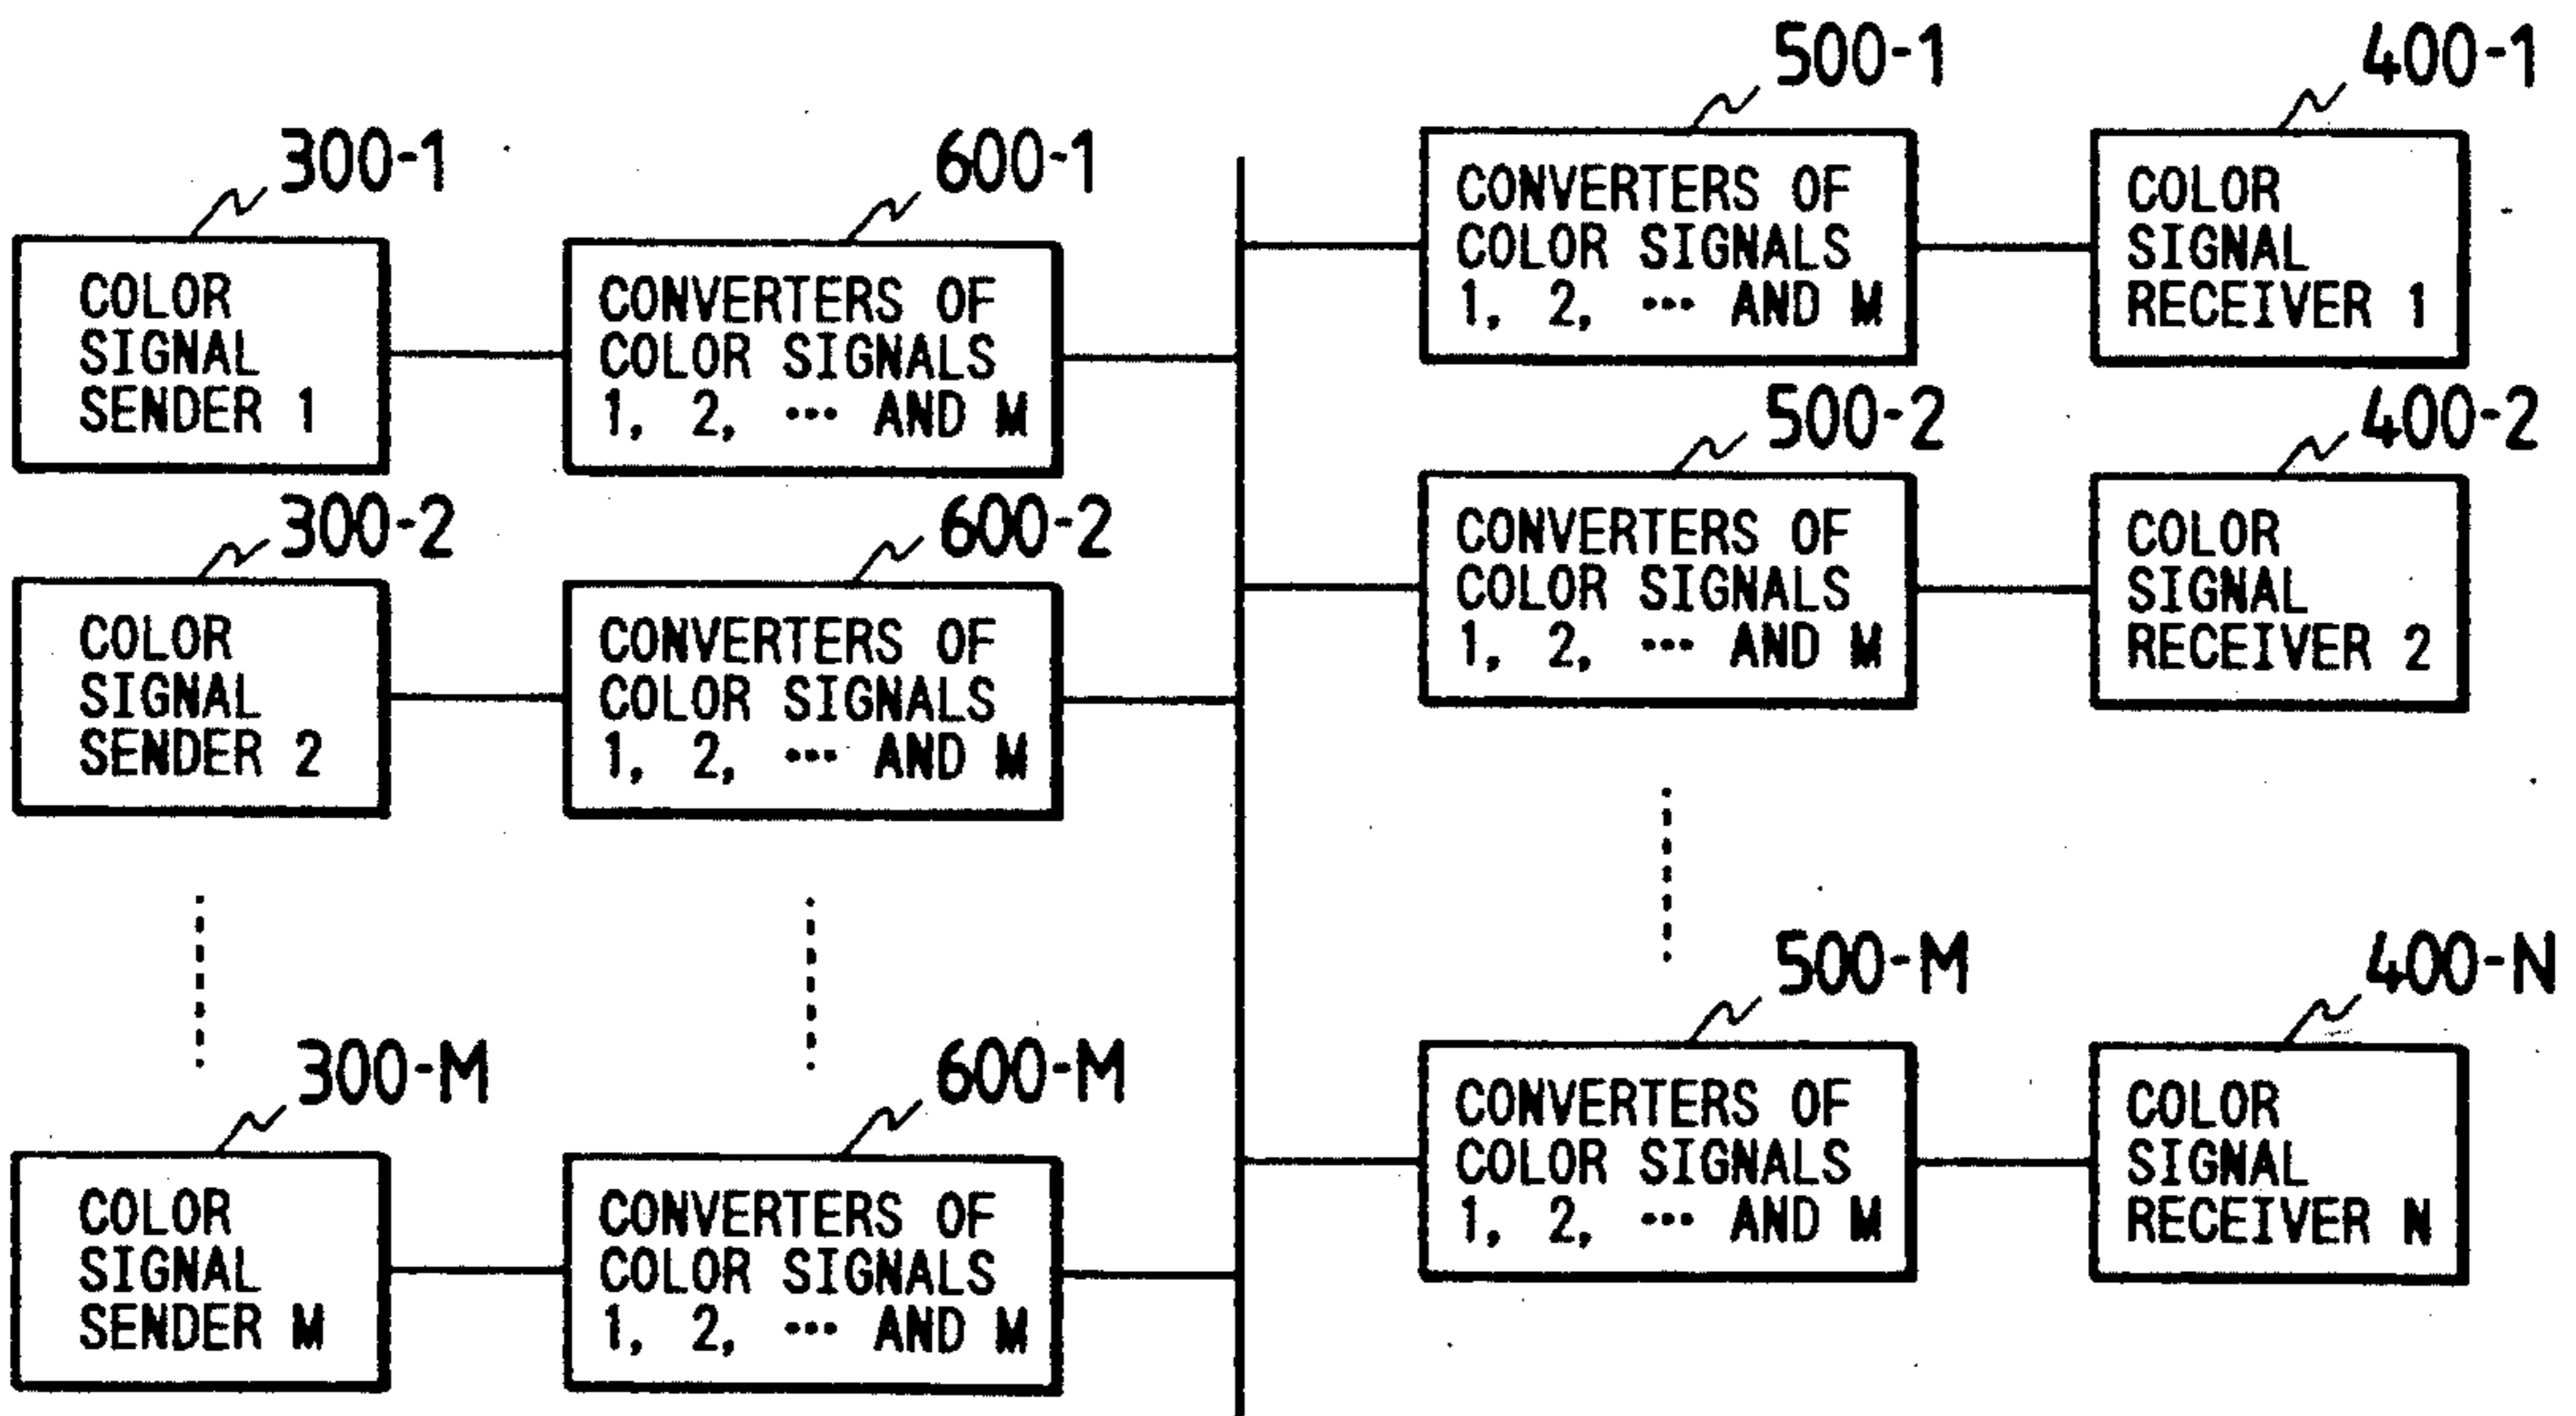 300-1
COLOR
SIGNAL
SENDER 1
600-1
CONVERTERS OF
COLOR SIGNALS
1, 2, ··· AND M
500-1
CONVERTERS OF
COLOR SIGNALS
1, 2, ··· AND M
400-1
COLOR
SIGNAL
RECEIVER 1
300-2
COLOR
SIGNAL
SENDER 2
600-2
CONVERTERS OF
COLOR SIGNALS
1, 2, ··· AND M
500-2
CONVERTERS OF
COLOR SIGNALS
1, 2, ··· AND M
400-2
COLOR
SIGNAL
RECEIVER 2
300-M
COLOR
SIGNAL
SENDER M
600-M
CONVERTERS OF
COLOR SIGNALS
1, 2, ··· AND M
500-M
CONVERTERS OF
COLOR SIGNALS
1, 2, ··· AND M
400-N
COLOR
SIGNAL
RECEIVER N